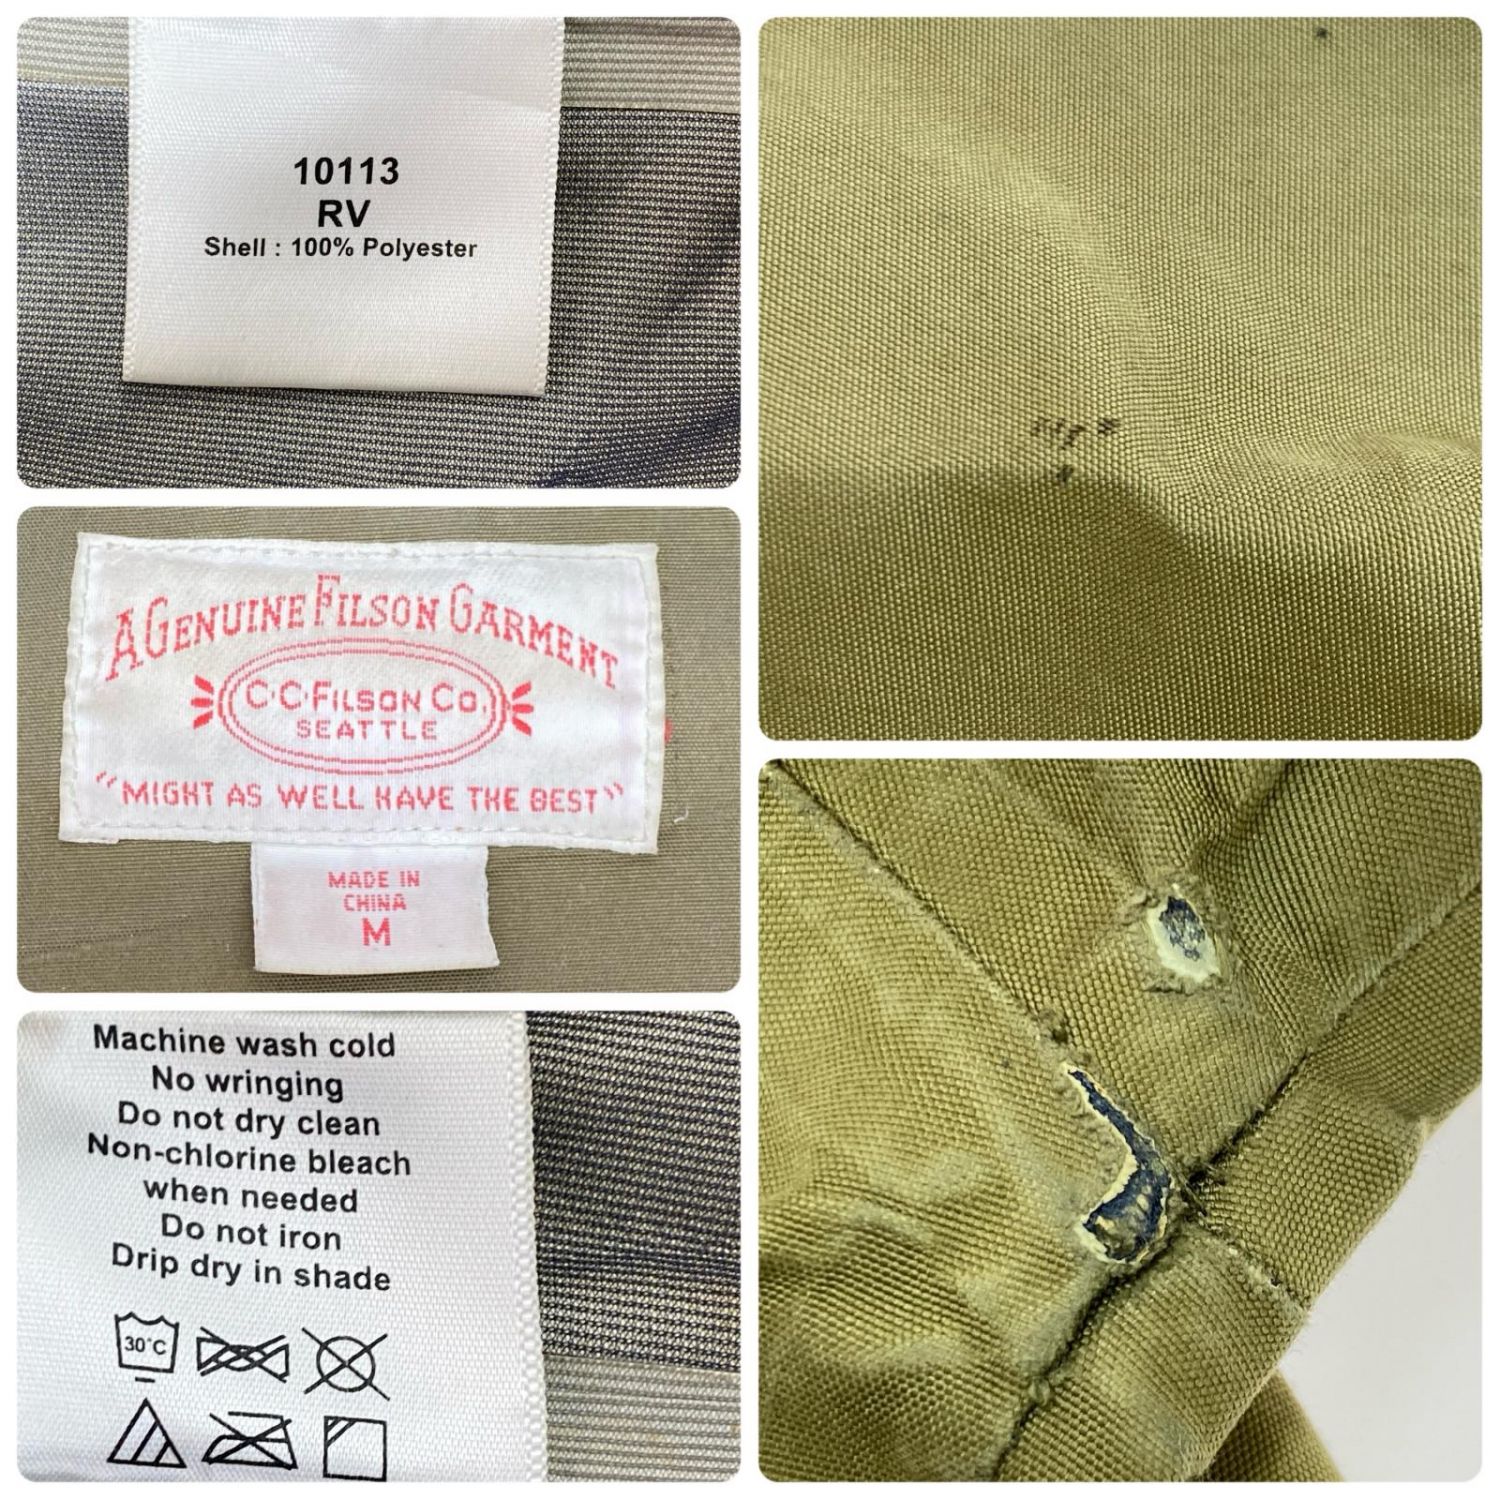 10113
RV
Shell : 100% Polyester
A GENUINE FILSON GARMENT
C·C·FILSON CO.
SEATTLE
"MIGHT AS WELL HAVE THE BEST"
MADE IN
CHINA
M
Machine wash cold
No wringing
Do not dry clean
Non-chlorine bleach
when needed
Do not iron
Drip dry in shade
30°C